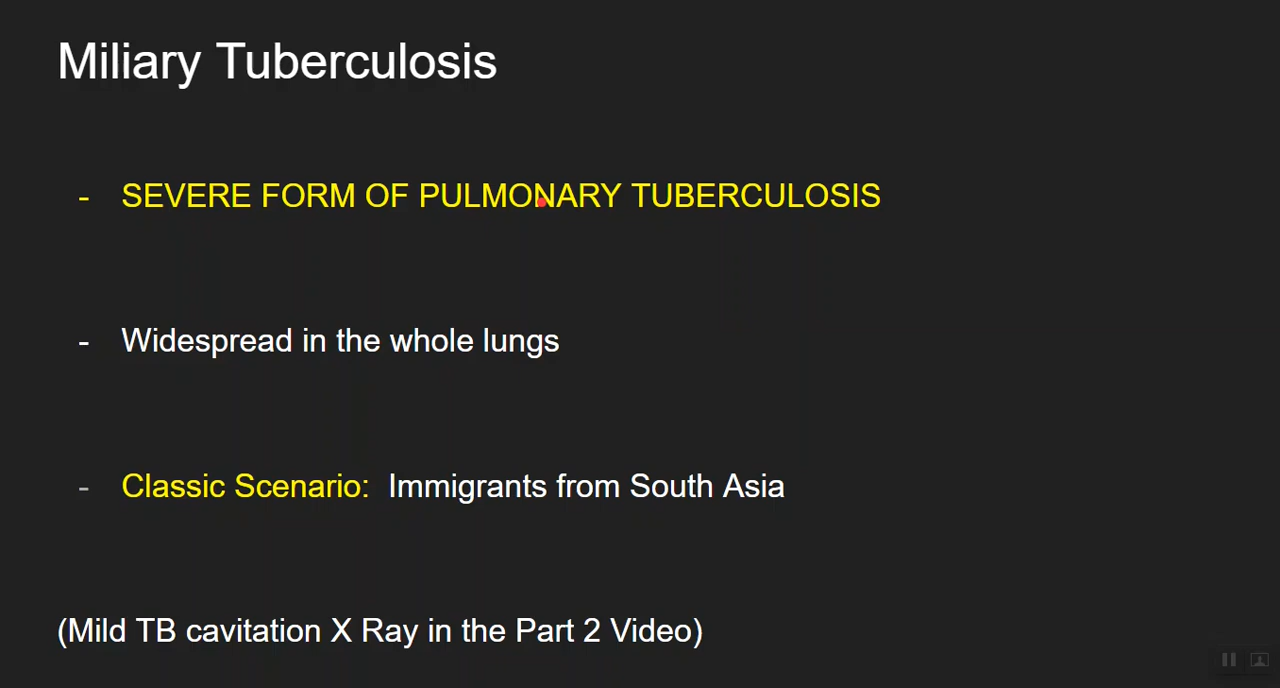 Miliary Tuberculosis
- SEVERE FORM OF PULMONARY TUBERCULOSIS
- Widespread in the whole lungs
- Classic Scenario: Immigrants from South Asia
(Mild TB cavitation X Ray in the Part 2 Video)